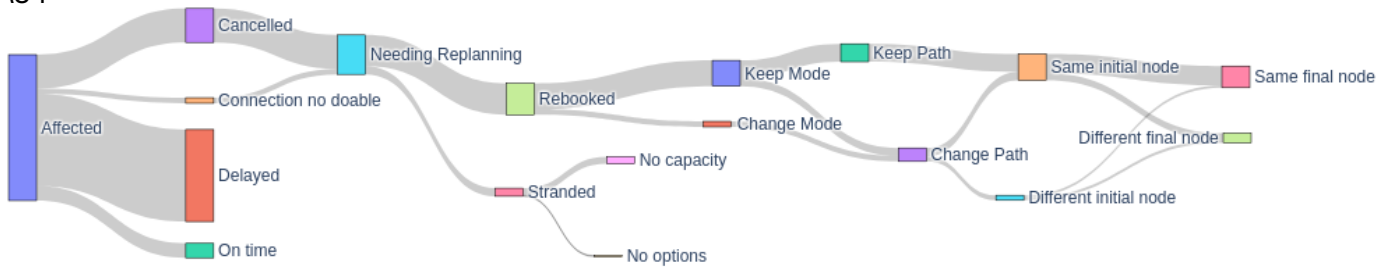 Cancelled
Needing Replanning
Connection no doable
Affected
Delayed
On time
Rebooked
Stranded
No capacity
No options
Keep Mode
Change Mode
Keep Path
Change Path
Same initial node
Different initial node
Same final node
Different final node